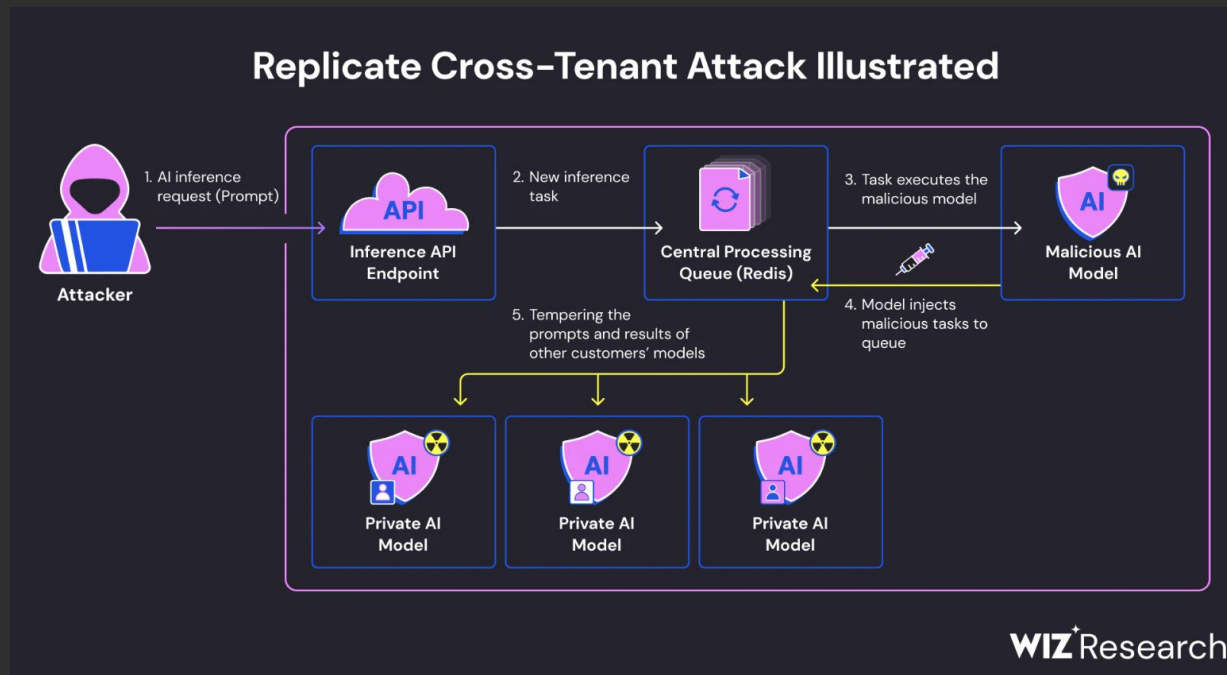 Replicate Cross-Tenant Attack Illustrated
1. AI inference
request (Prompt)
Attacker
API
Inference API
Endpoint
2. New inference
task
Central Processing
Queue (Redis)
3. Task executes the
malicious model
AI
Malicious AI
Model
4. Model injects
malicious tasks to
queue
5. Tempering the
prompts and results of
other customers’ models
AI
Private AI
Model
AI
Private AI
Model
AI
Private AI
Model
WIZ Research